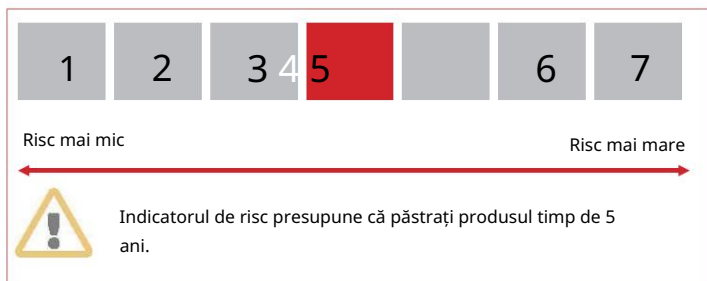 1 2 3 4 5 6 7
Risc mai mic
Risc mai mare
Indicatorul de risc presupune că păstrați produsul timp de 5
ani.